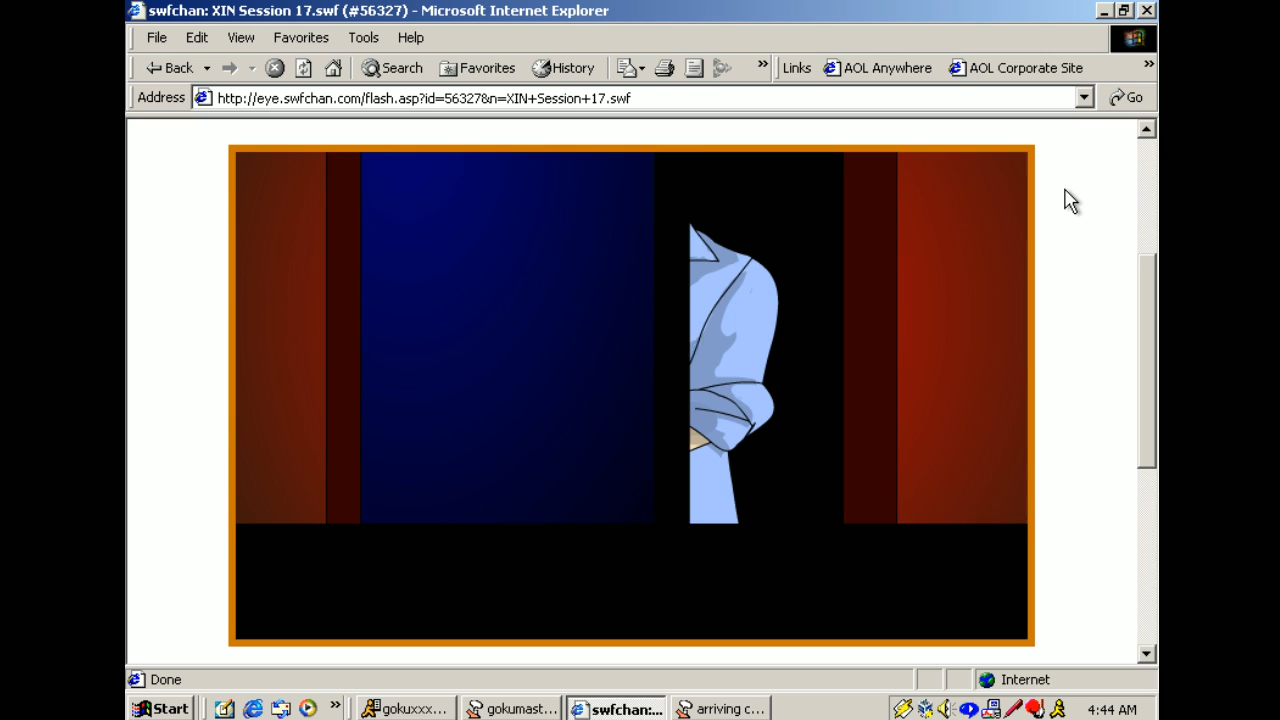 swfchan: XIN Session 17.swf (#56327) - Microsoft Internet Explorer
File Edit View Favorites Tools Help
Back Search Favorites History » Links AOL Anywhere AOL Corporate Site »
Address http://eye.swfchan.com/flash.asp?id=56327&n=XIN+Session+17.swf Go
Done Internet
Start » gokuxxx... gokumast... swfchan:... arriving c... 4:44 AM